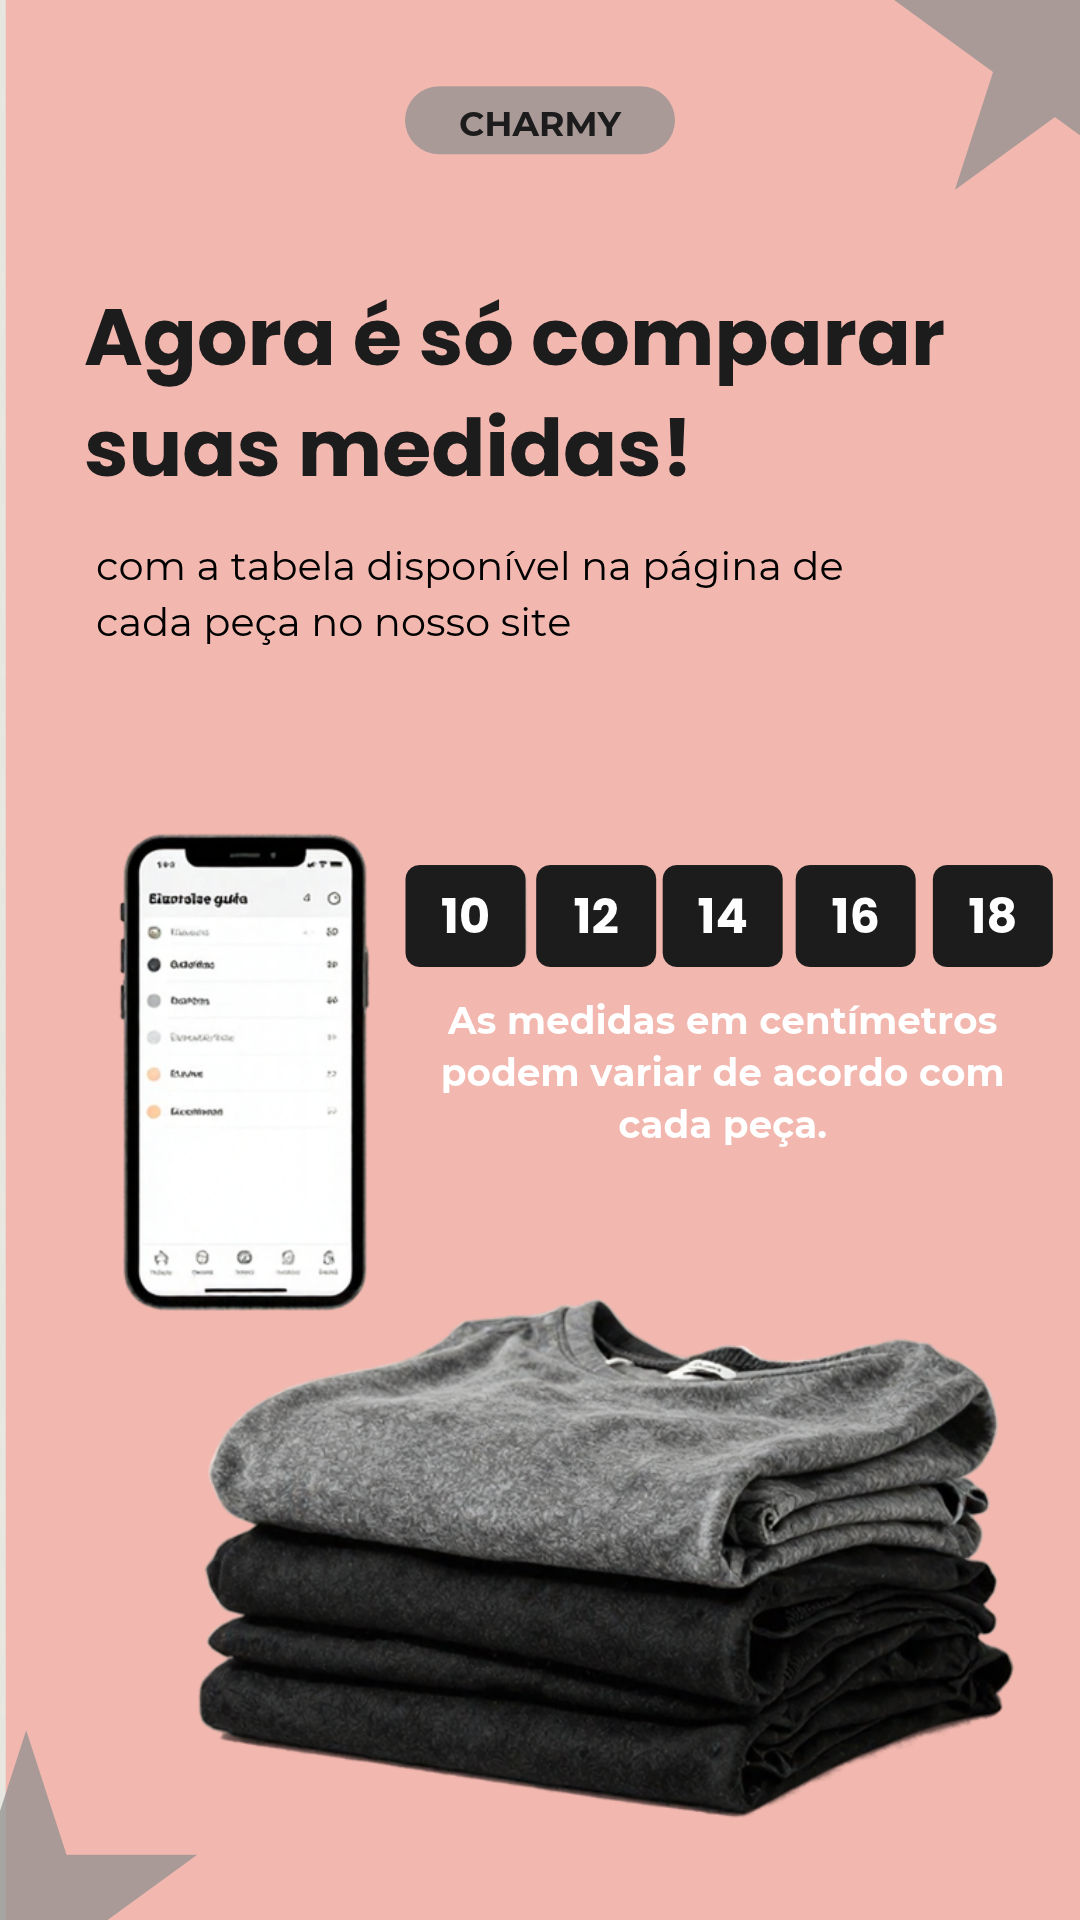 CHARMY
Agora é só comparar
suas medidas!
com a tabela disponível na página de
cada peça no nosso site
10 12 14 16 18
As medidas em centímetros
podem variar de acordo com
cada peça.